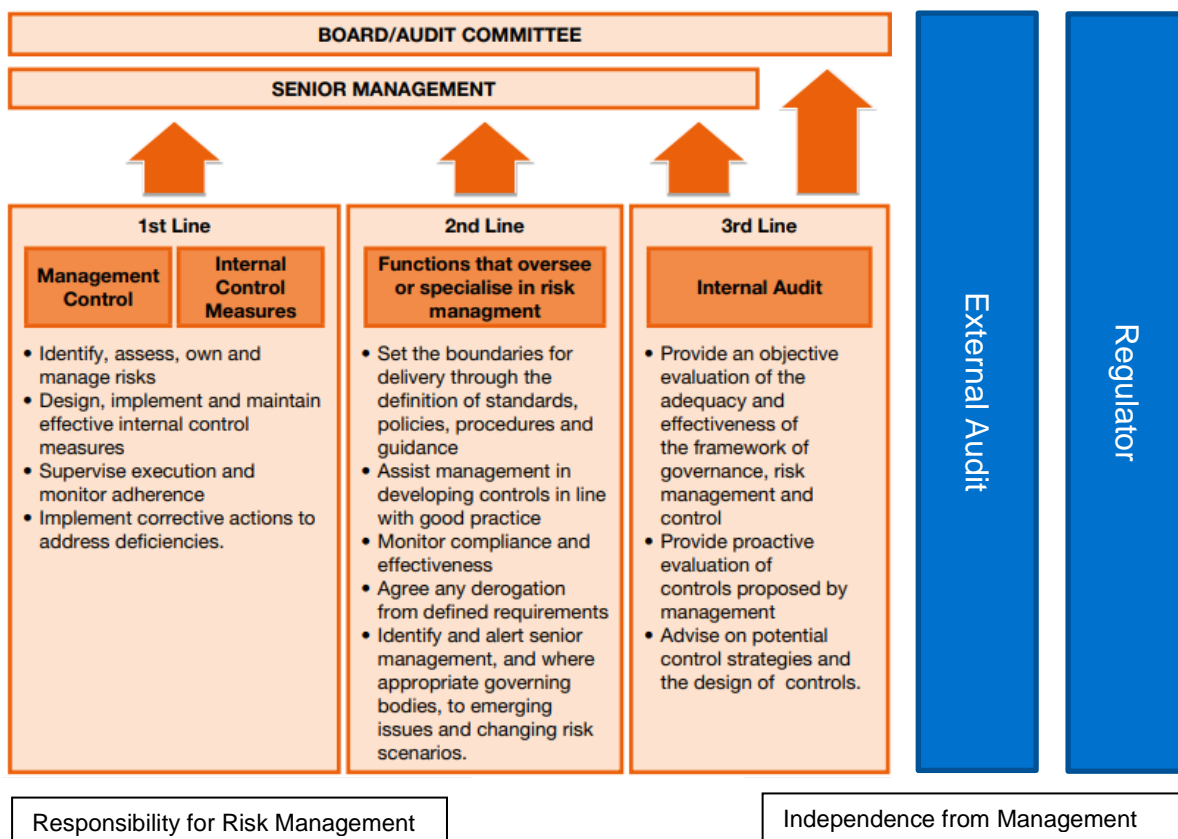 BOARD/AUDIT COMMITTEE
SENIOR MANAGEMENT
1st Line
Management
Control
Internal
Control
Measures
• Identify, assess, own and
manage risks
• Design, implement and maintain
effective internal control
measures
• Supervise execution and
monitor adherence
• Implement corrective actions to
address deficiencies.
2nd Line
Functions that oversee
or specialise in risk
managment
• Set the boundaries for
delivery through the
definition of standards,
policies, procedures and
guidance
• Assist management in
developing controls in line
with good practice
• Monitor compliance and
effectiveness
• Agree any derogation
from defined requirements
• Identify and alert senior
management, and where
appropriate governing
bodies, to emerging
issues and changing risk
scenarios.
3rd Line
Internal Audit
• Provide an objective
evaluation of the
adequacy and
effectiveness of
the framework of
governance, risk
management and
control
• Provide proactive
evaluation of
controls proposed by
management
• Advise on potential
control strategies and
the design of controls.
External Audit
Regulator
Responsibility for Risk Management
Independence from Management